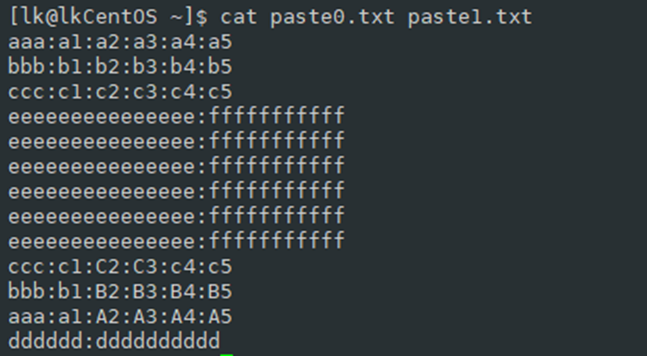 [lk@lkCentOS ~]$ cat paste0.txt paste1.txt
aaa:a1:a2:a3:a4:a5
bbb:b1:b2:b3:b4:b5
ccc:c1:c2:c3:c4:c5
eeeeeeeeeeeeeee:fffffffffff
eeeeeeeeeeeeeee:fffffffffff
eeeeeeeeeeeeeee:fffffffffff
eeeeeeeeeeeeeee:fffffffffff
eeeeeeeeeeeeeee:fffffffffff
eeeeeeeeeeeeeee:fffffffffff
ccc:c1:C2:C3:c4:c5
bbb:b1:B2:B3:B4:B5
aaa:a1:A2:A3:A4:A5
dddddd:dddddddddd